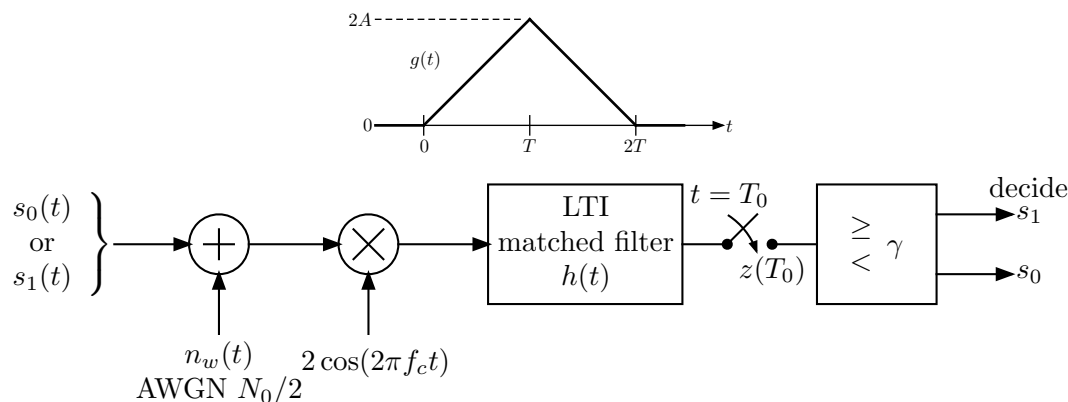 2A
g(t)
0
t
0
T
2T
s_0(t)
or
s_1(t)
n_w(t)
AWGN N_0/2
2 cos(2πf_ct)
LTI
matched filter
h(t)
t = T_0
z(T_0)
≥
<
γ
decide
s_1
s_0